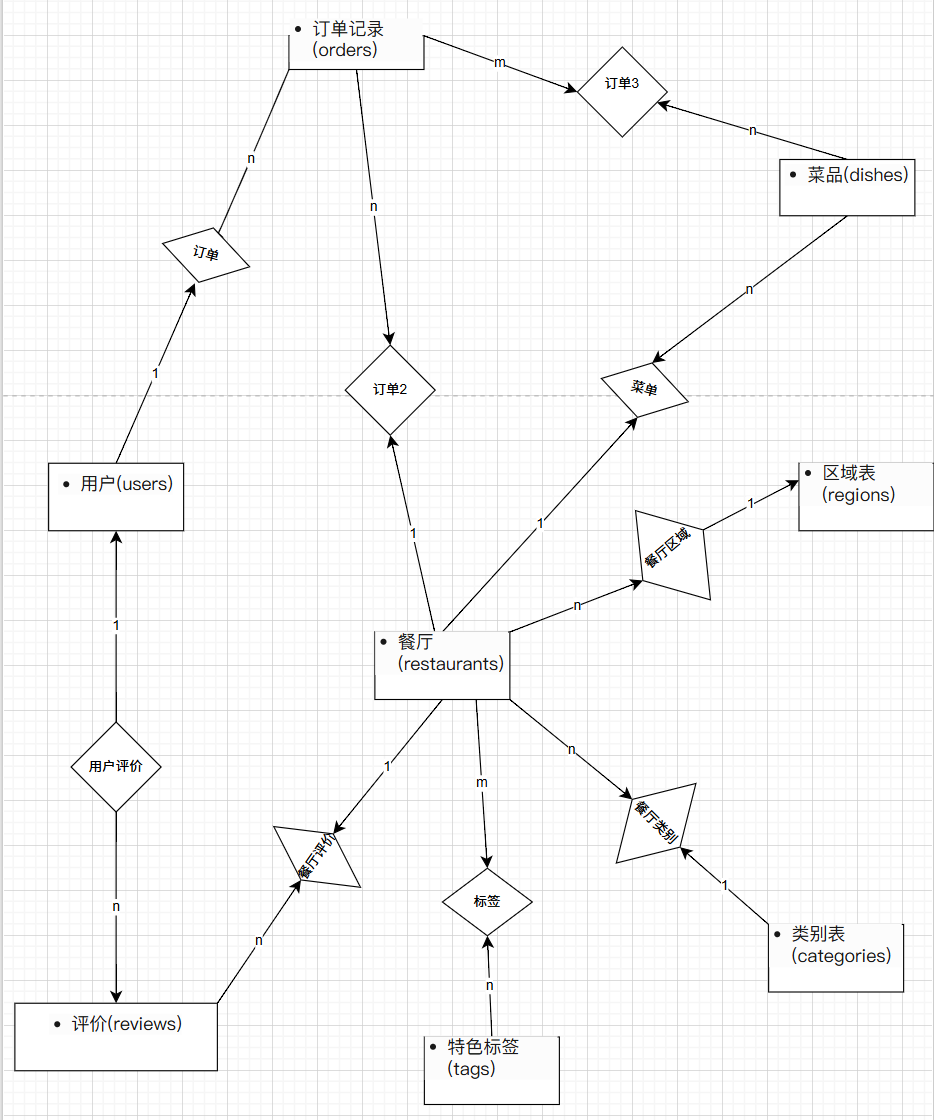 • 订单记录
(orders)
m
订单3
n
n
• 菜品(dishes)
n
订单
n
1
订单2
菜单
• 用户(users)
• 区域表
(regions)
1
1
1
餐厅区域
n
1
• 餐厅
(restaurants)
用户评价
n
1
m
餐厅类别
餐厅评价
1
标签
n
n
• 类别表
(categories)
n
• 评价(reviews)
• 特色标签
(tags)